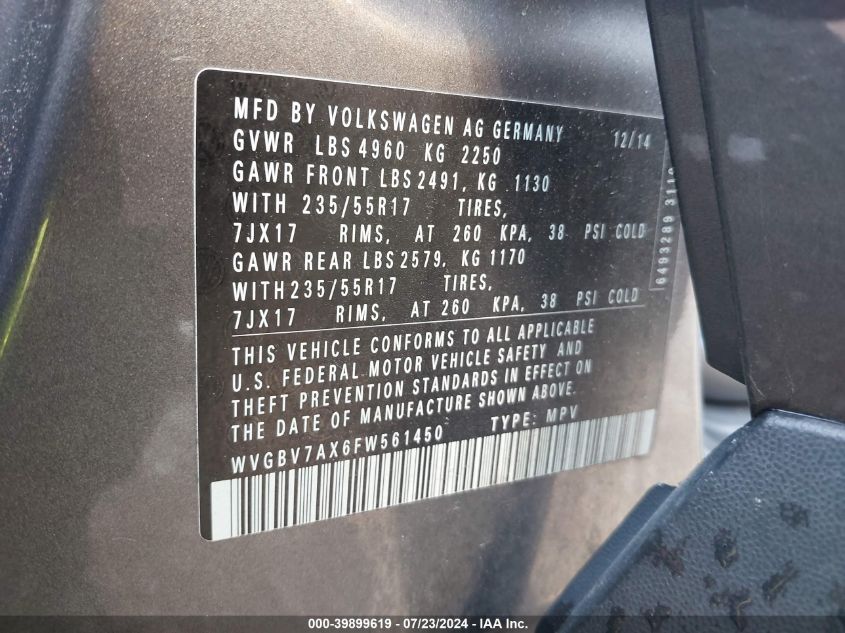 MFD BY VOLKSWAGEN AG GERMANY 12/14
GVWR LBS 4960 KG 2250
GAWR FRONT LBS 2491, KG 1130
WITH 235/55R17 TIRES,
7JX17 RIMS, AT 260 KPA, 38 PSI COLD
GAWR REAR LBS 2579, KG 1170
WITH 235/55R17 TIRES,
7JX17 RIMS, AT 260 KPA, 38 PSI COLD
THIS VEHICLE CONFORMS TO ALL APPLICABLE
U.S. FEDERAL MOTOR VEHICLE SAFETY AND
THEFT PREVENTION STANDARDS IN EFFECT ON
THE DATE OF MANUFACTURE SHOWN ABOVE.
WVGBV7AX6FW561450 TYPE: MPV
6493289
000-39899619 - 07/23/2024 - IAA Inc.